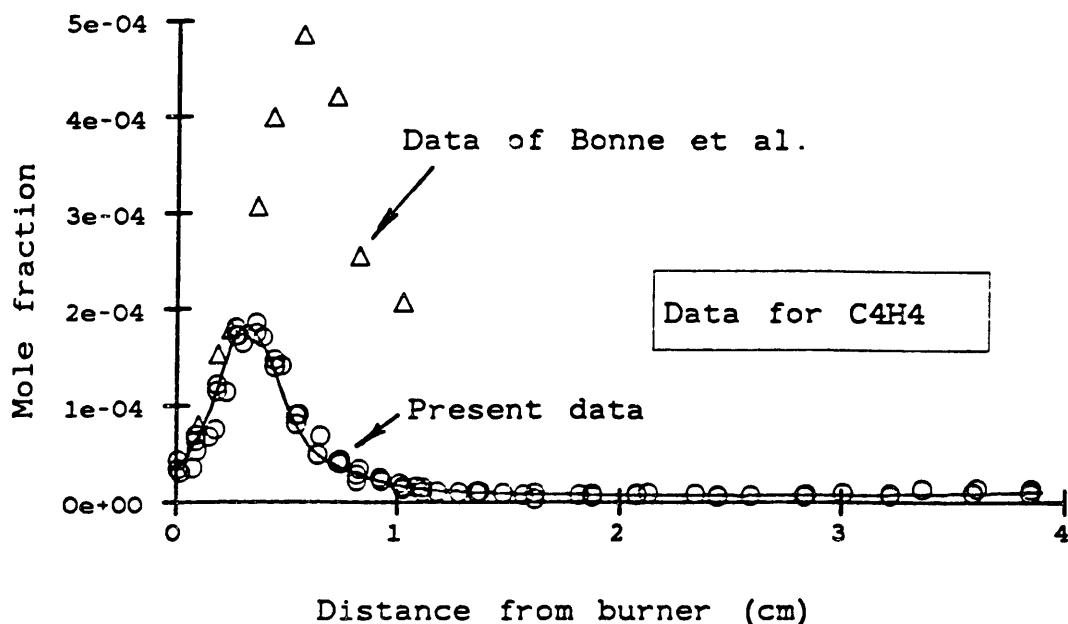 5e-04
4e-04
3e-04
2e-04
1e-04
0e+00
Mole fraction
Data of Bonne et al.
Data for C4H4
Present data
0 1 2 3 4
Distance from burner (cm)